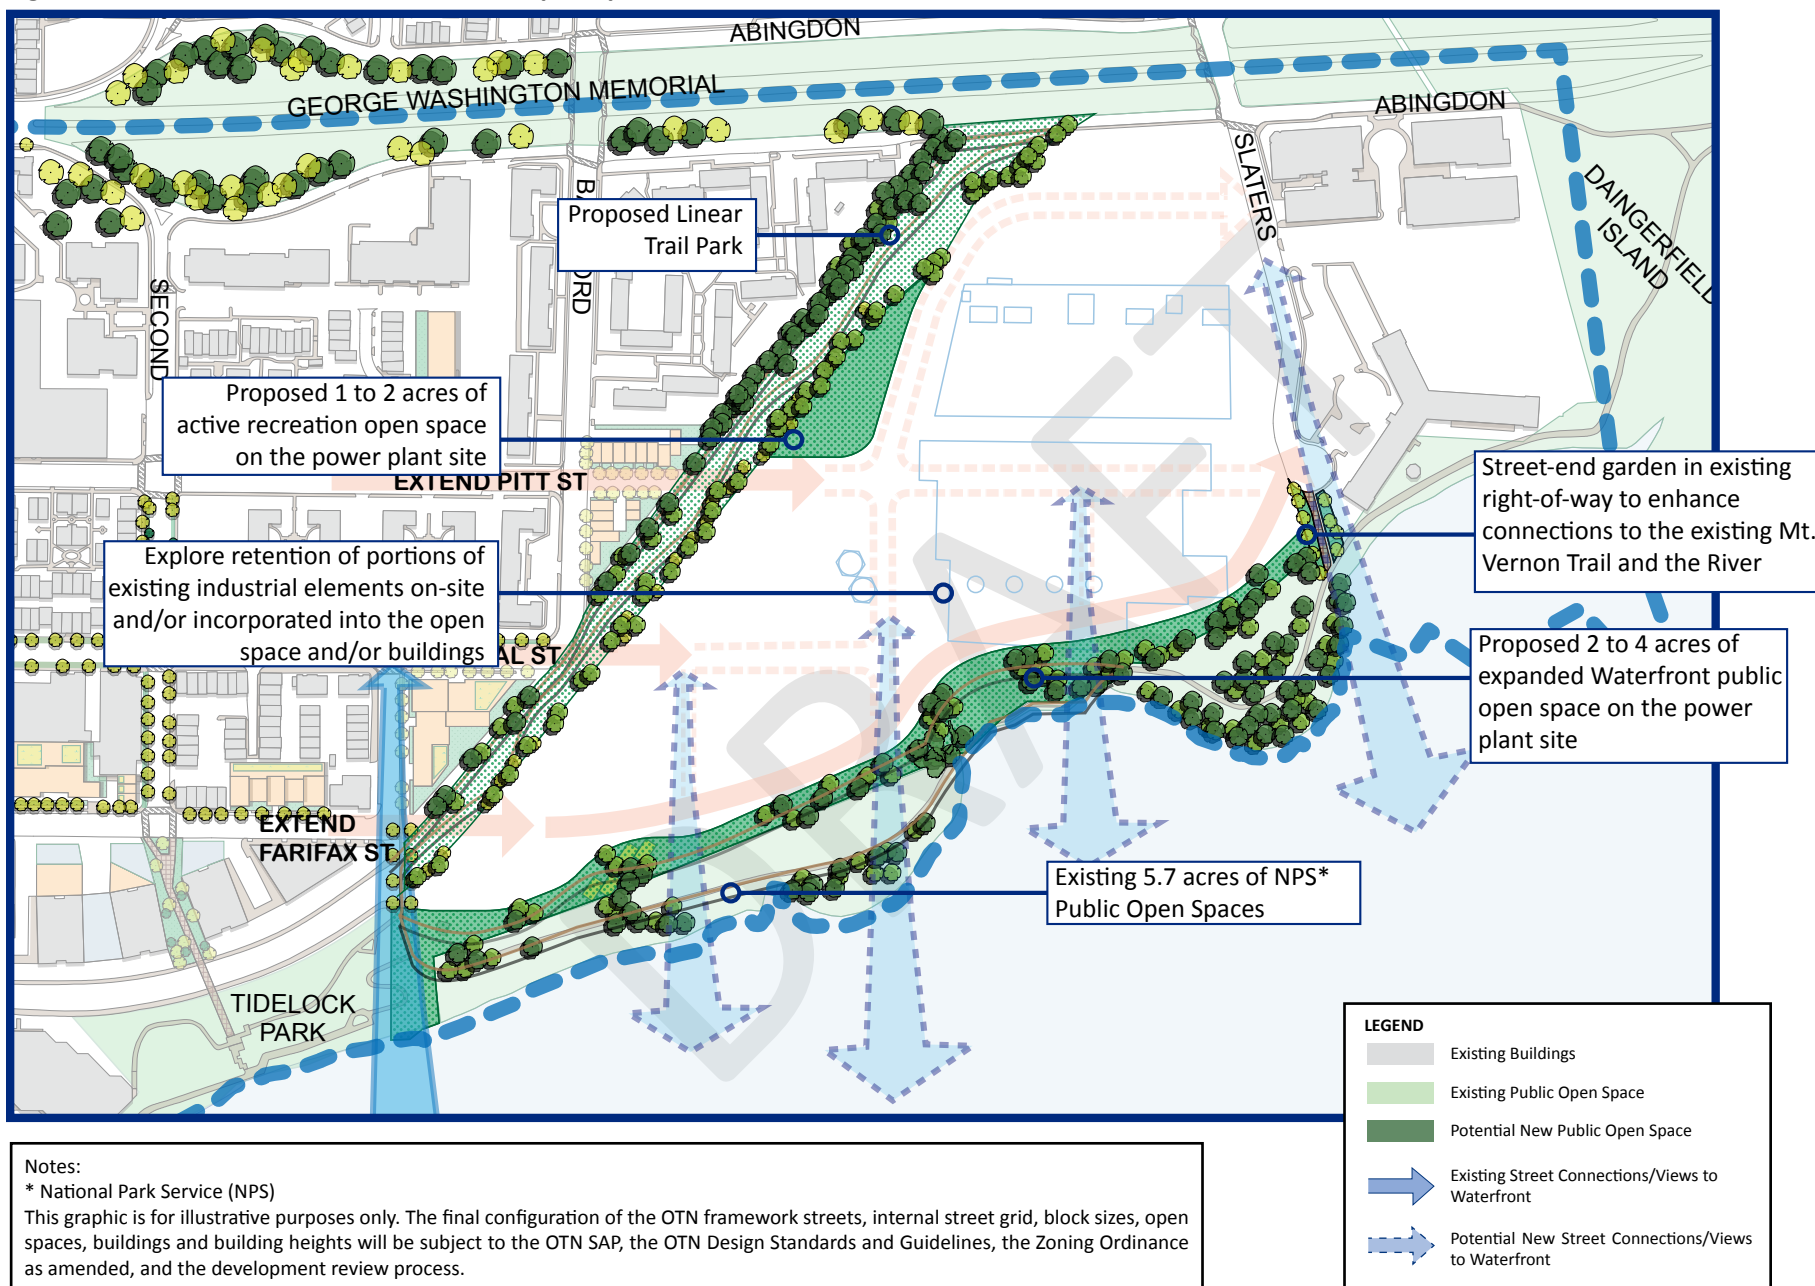 ABINGDON
GEORGE WASHINGTON MEMORIAL
ABINGDON
SLATERS
DAINGERFIELD
ISLAND
SECOND
Proposed Linear
Trail Park
Proposed 1 to 2 acres of
active recreation open space
on the power plant site
EXTEND PITT ST
Explore retention of portions of
existing industrial elements on-site
and/or incorporated into the open
space and/or buildings
AL ST
Street-end garden in existing
right-of-way to enhance
connections to the existing Mt.
Vernon Trail and the River
Proposed 2 to 4 acres of
expanded Waterfront public
open space on the power
plant site
EXTEND
FARIFAX ST
Existing 5.7 acres of NPS*
Public Open Spaces
TIDELOCK
PARK
DRAFT
LEGEND
Existing Buildings
Existing Public Open Space
Potential New Public Open Space
Existing Street Connections/Views to
Waterfront
Potential New Street Connections/Views
to Waterfront
Notes:
* National Park Service (NPS)
This graphic is for illustrative purposes only. The final configuration of the OTN framework streets, internal street grid, block sizes, open
spaces, buildings and building heights will be subject to the OTN SAP, the OTN Design Standards and Guidelines, the Zoning Ordinance
as amended, and the development review process.